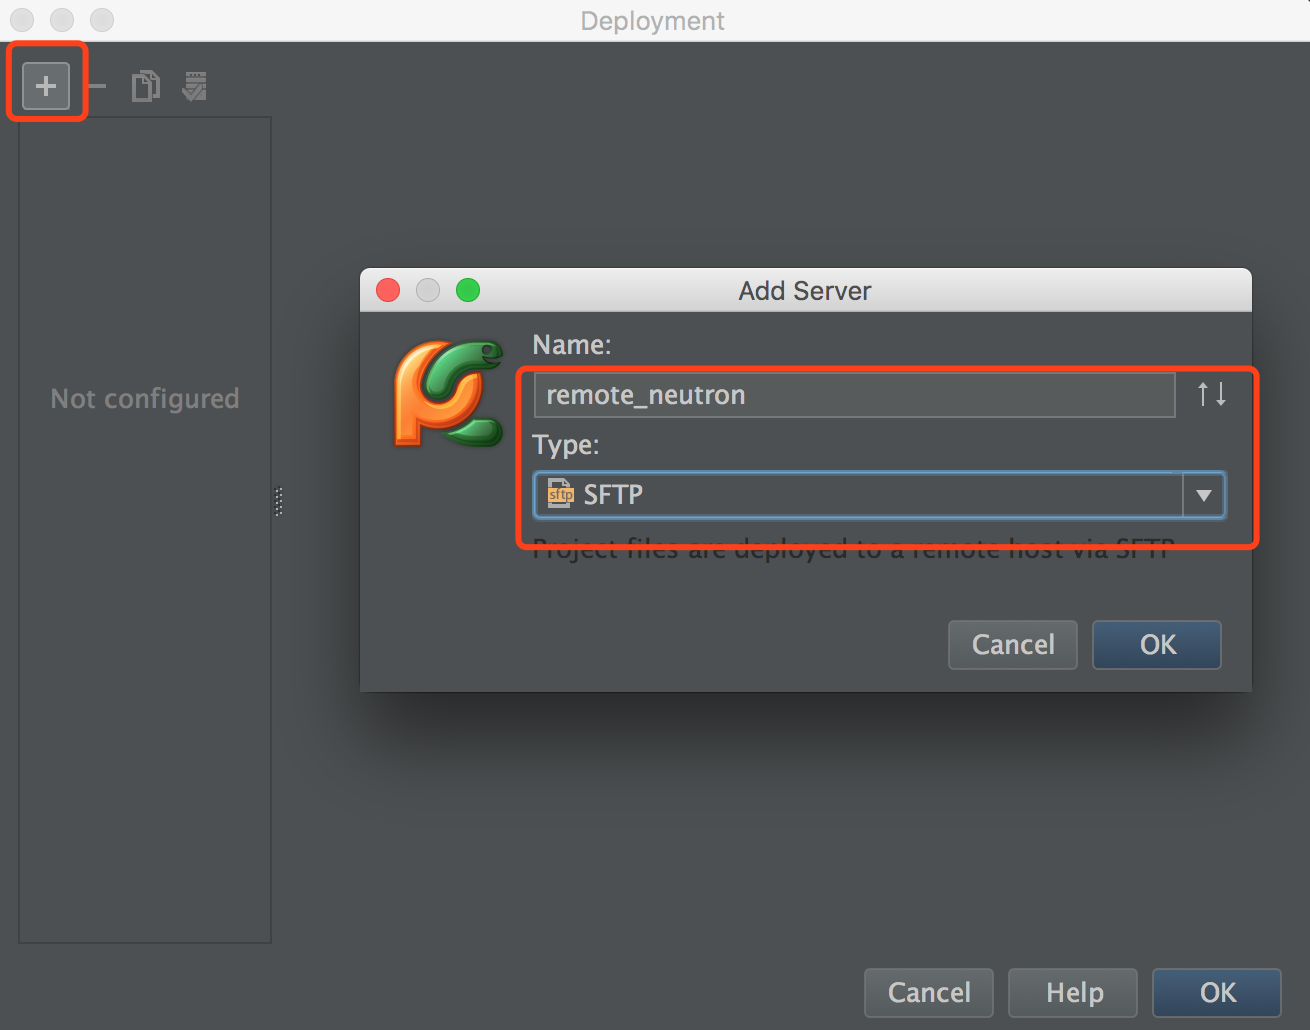 Deployment
Add Server
Name:
remote_neutron
Type:
sftp SFTP
Project files are deployed to a remote host via SFTP
Not configured
Cancel OK
Cancel Help OK